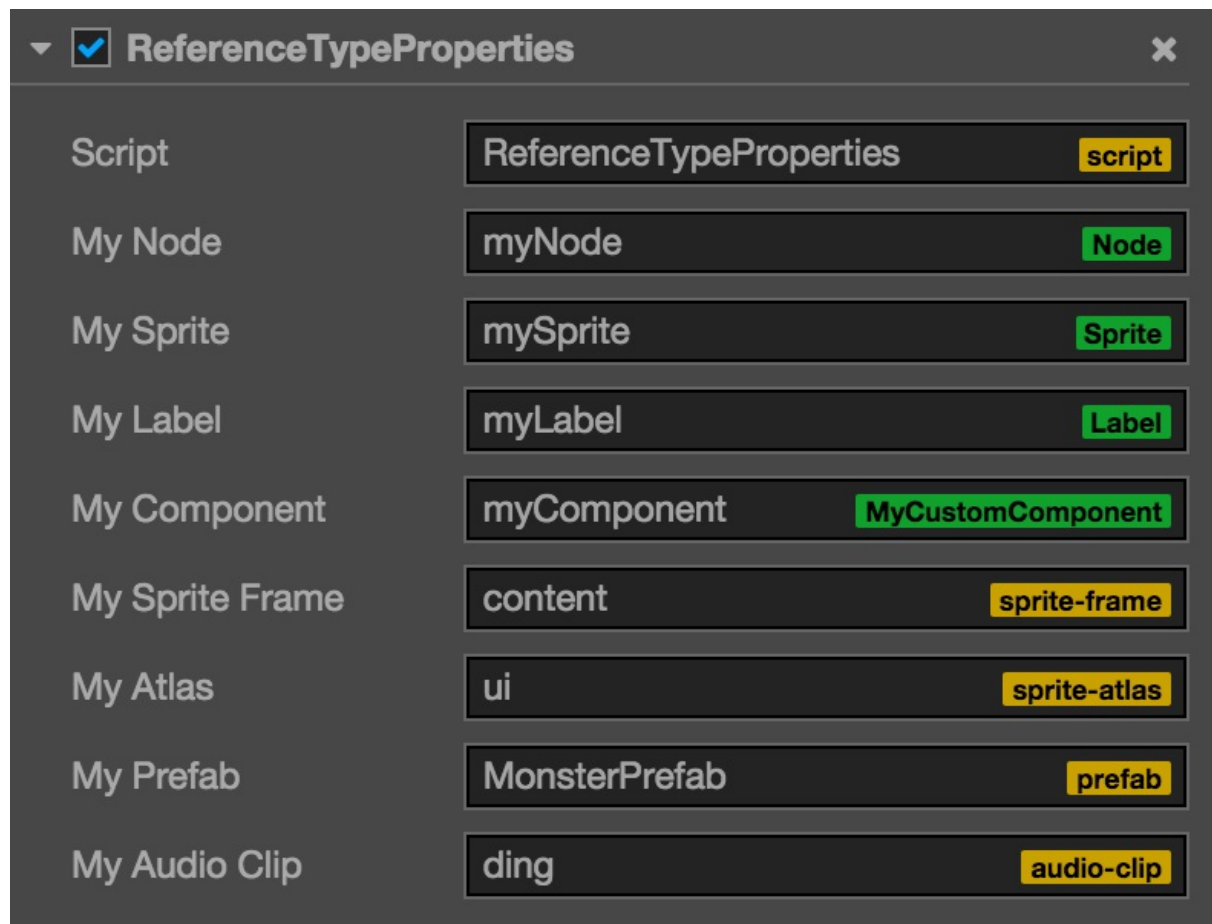 ReferenceTypeProperties
Script ReferenceTypeProperties script
My Node myNode Node
My Sprite mySprite Sprite
My Label myLabel Label
My Component myComponent MyCustomComponent
My Sprite Frame content sprite-frame
My Atlas ui sprite-atlas
My Prefab MonsterPrefab prefab
My Audio Clip ding audio-clip